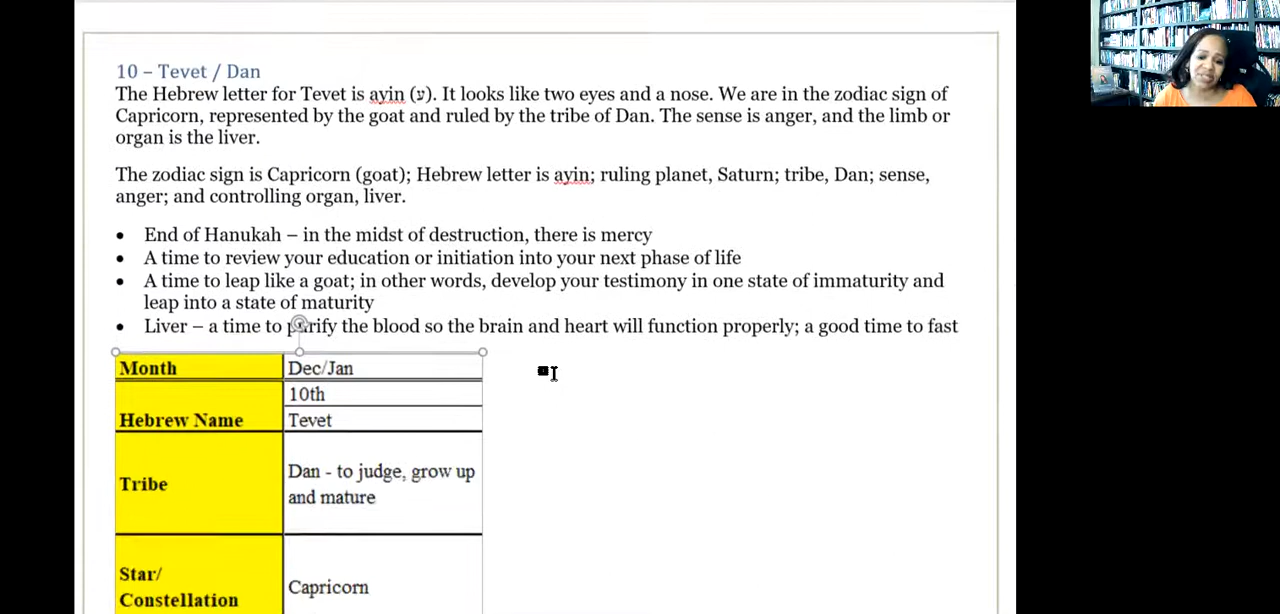 10 – Tevet / Dan
The Hebrew letter for Tevet is ayin (ע). It looks like two eyes and a nose. We are in the zodiac sign of
Capricorn, represented by the goat and ruled by the tribe of Dan. The sense is anger, and the limb or
organ is the liver.
The zodiac sign is Capricorn (goat); Hebrew letter is ayin; ruling planet, Saturn; tribe, Dan; sense,
anger; and controlling organ, liver.
• End of Hanukah – in the midst of destruction, there is mercy
• A time to review your education or initiation into your next phase of life
• A time to leap like a goat; in other words, develop your testimony in one state of immaturity and
leap into a state of maturity
• Liver – a time to purify the blood so the brain and heart will function properly; a good time to fast
Month Dec/Jan
10th
Hebrew Name Tevet
Tribe Dan - to judge, grow up
and mature
Star/
Constellation Capricorn